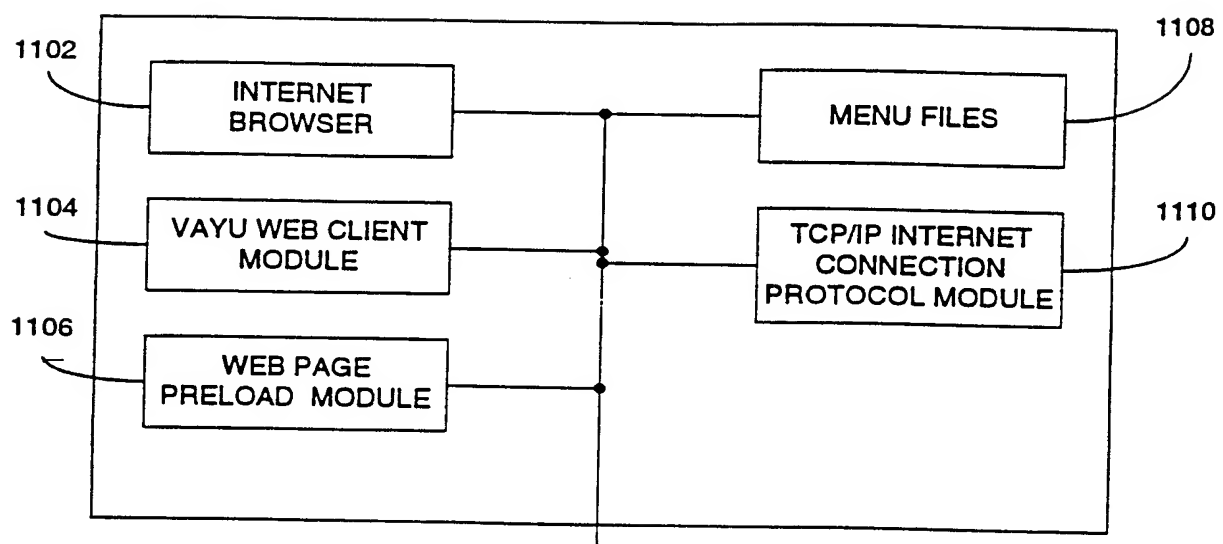 1102
INTERNET
BROWSER
MENU FILES
1108
1104
VAYU WEB CLIENT
MODULE
TCP/IP INTERNET
CONNECTION
PROTOCOL MODULE
1110
1106
WEB PAGE
PRELOAD MODULE